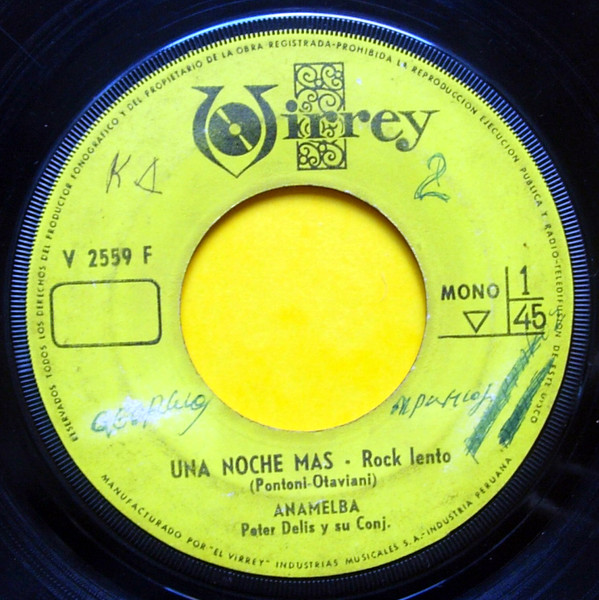 RESERVADOS TODOS LOS DERECHOS DEL PRODUCTOR FONOGRAFICO Y DEL PROPIETARIO DE LA OBRA REGISTRADA-PROHIBIDA LA REPRODUCCION EJECUCION PUBLICA Y RADIO-TELEDIFUSION DE ESTE DISCO
Virrey
2
V 2559 F
MONO
1
45
UNA NOCHE MAS - Rock lento
(Pontoni-Otaviani)
ANAMELBA
Peter Delis y su Conj.
MANUFACTURADO POR "EL VIRREY" INDUSTRIAS MUSICALES S.A.-INDUSTRIA PERUANA